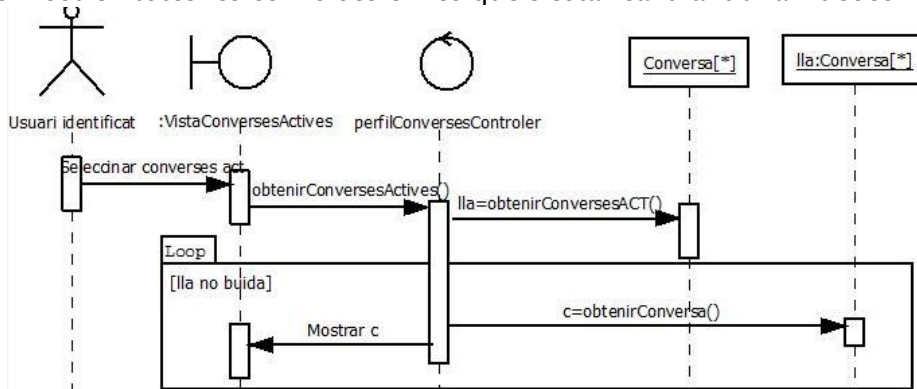 Conversa[*]
lla:Conversa[*]
Usuari identificat
:VistaConversesActives
perfilConversesControler
Seleccinar converses act
obtenirConversesActives()
lla=obtenirConversesACT()
Loop
[lla no buida]
c=obtenirConversa()
Mostrar c